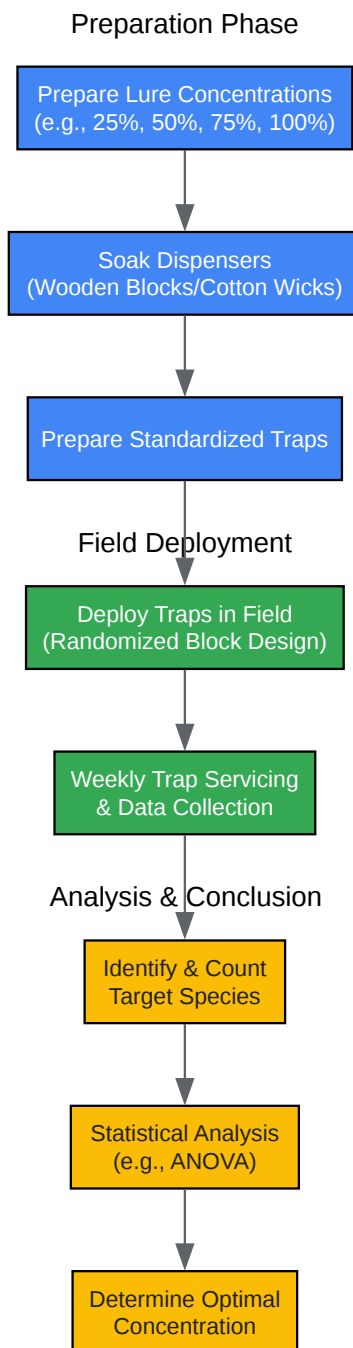 Preparation Phase
Prepare Lure Concentrations
(e.g., 25%, 50%, 75%, 100%)
Soak Dispensers
(Wooden Blocks/Cotton Wicks)
Prepare Standardized Traps
Field Deployment
Deploy Traps in Field
(Randomized Block Design)
Weekly Trap Servicing
& Data Collection
Analysis & Conclusion
Identify & Count
Target Species
Statistical Analysis
(e.g., ANOVA)
Determine Optimal
Concentration